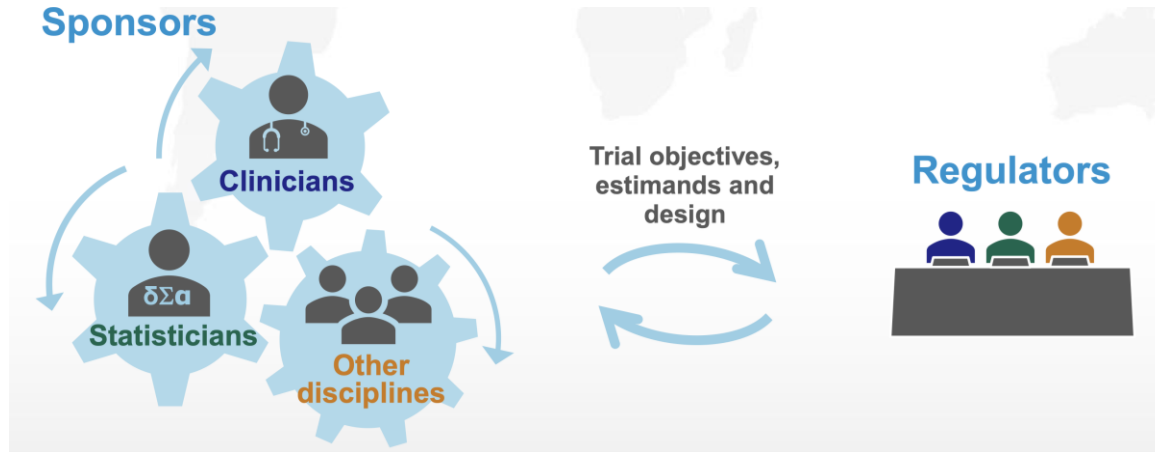 Sponsors
Clinicians
δΣα
Statisticians
Other
disciplines
Trial objectives,
estimands and
design
Regulators